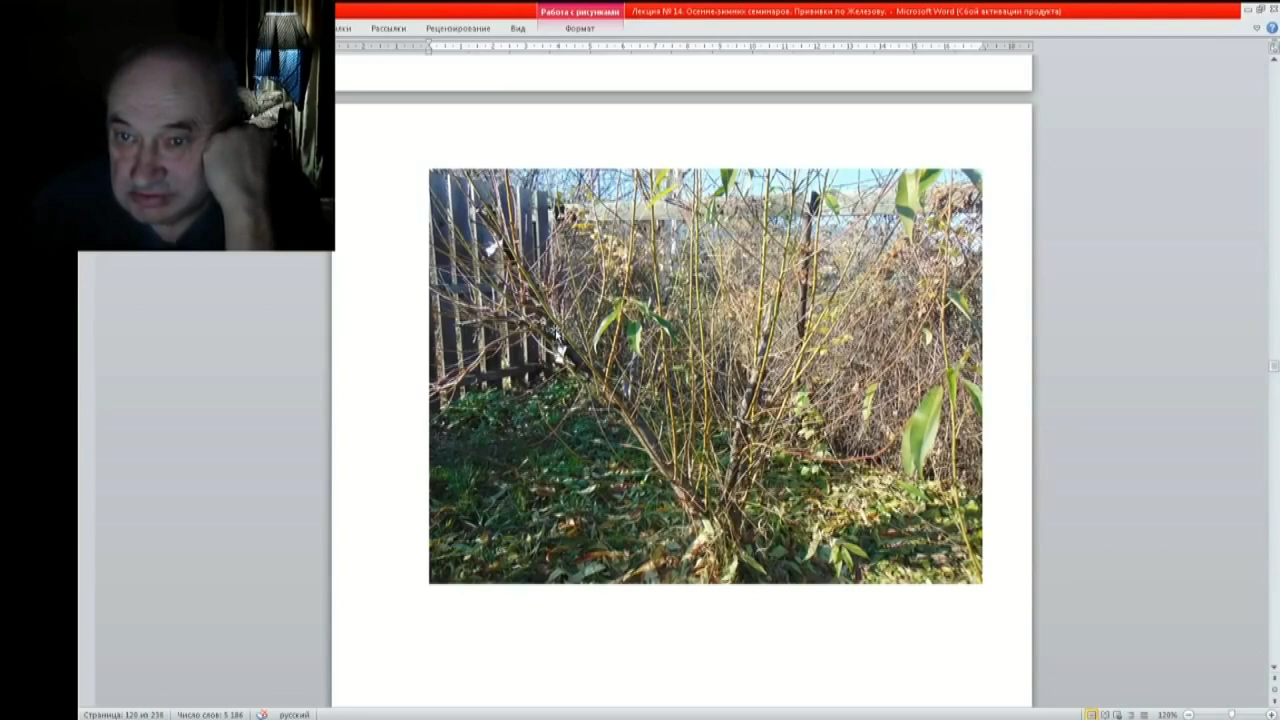 Работа с рисунками
Лекция № 14. Осенне-зимних семинаров. Прививки по Железову. - Microsoft Word (Сбой активации продукта)
Рассылки Рецензирование Вид Формат
Страница: 120 из 236 Число слов: 5 186 русский 120%